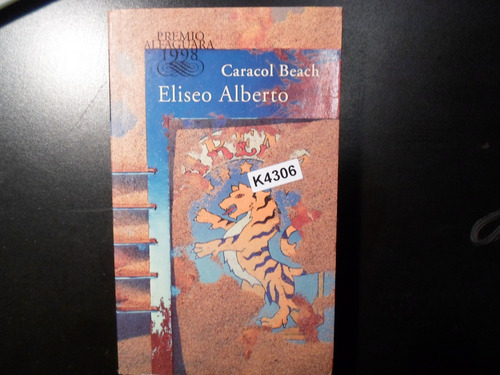 PREMIO
ALFAGUARA
1998
Caracol Beach
Eliseo Alberto
K4306